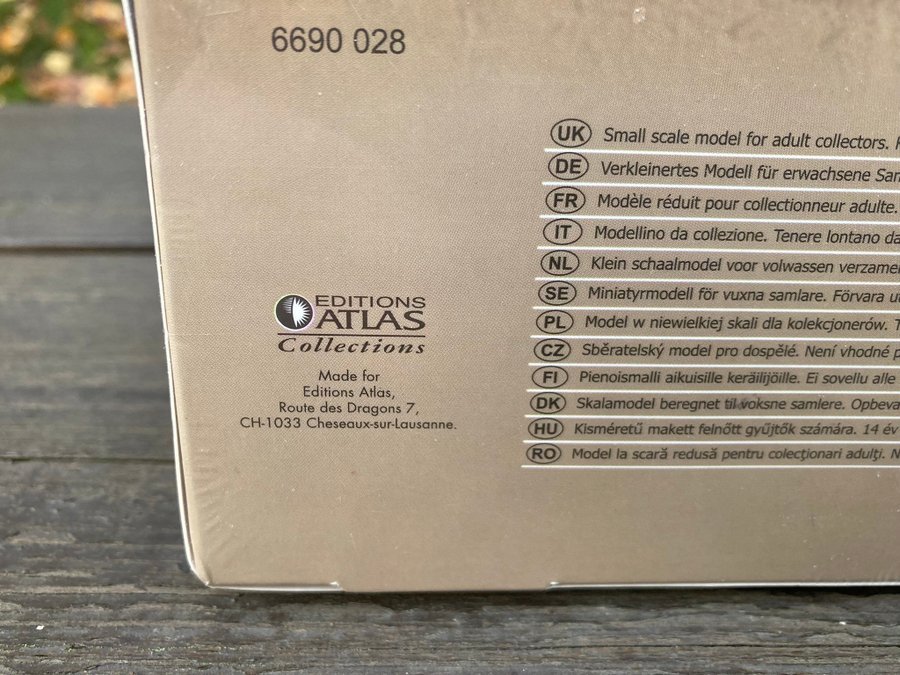 6690 028
UK Small scale model for adult collectors.
DE Verkleinertes Modell für erwachsene
FR Modèle réduit pour collectionneur adulte.
IT Modellino da collezione. Tenere lontano
NL Klein schaalmodel voor volwassen
SE Miniatyrmodell för vuxna samlare. Förvara
PL Model w niewielkiej skali dla kolekcjonerów.
CZ Sběratelský model pro dospělé. Není vhodné
FI Pienoismalli aikuisille keräilijöille. Ei sovellu alle
DK Skalamodel beregnet til voksne samlere.
HU Kisméretű makett felnőtt gyűjtők számára. 14 év
RO Model la scară redusă pentru colecționari adulți.
EDITIONS
ATLAS
Collections
Made for
Editions Atlas,
Route des Dragons 7,
CH-1033 Cheseaux-sur-Lausanne.